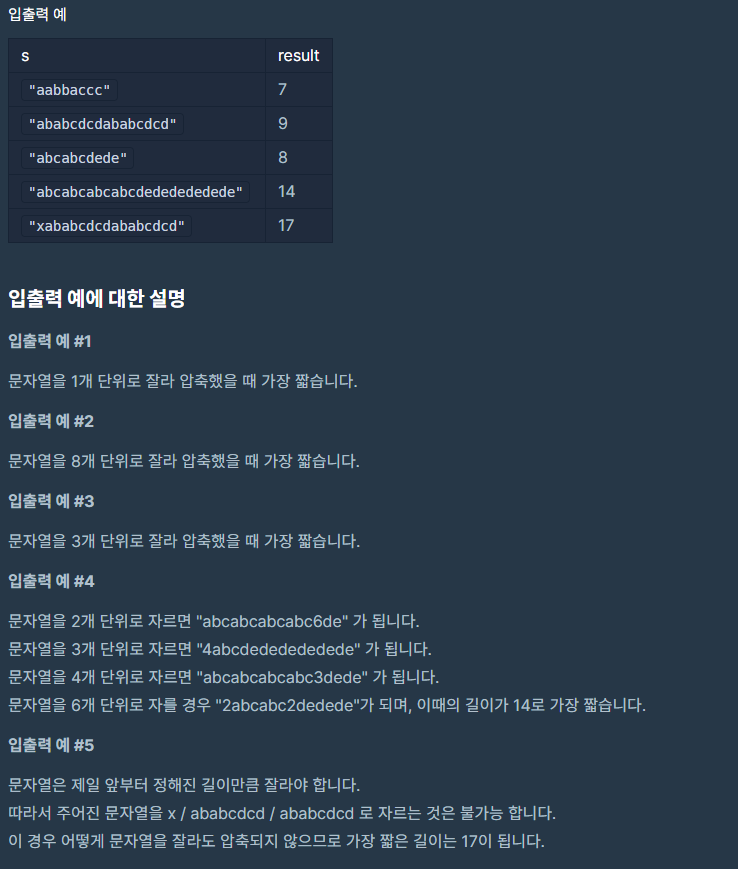 입출력 예
s result
"aabbaccc" 7
"ababcdcdababcdcd" 9
"abcabcdede" 8
"abcabcabcabcdededededede" 14
"xababcdcdababcdcd" 17
입출력 예에 대한 설명
입출력 예 #1
문자열을 1개 단위로 잘라 압축했을 때 가장 짧습니다.
입출력 예 #2
문자열을 8개 단위로 잘라 압축했을 때 가장 짧습니다.
입출력 예 #3
문자열을 3개 단위로 잘라 압축했을 때 가장 짧습니다.
입출력 예 #4
문자열을 2개 단위로 자르면 "abcabcabcabc6de" 가 됩니다.
문자열을 3개 단위로 자르면 "4abcdededededede" 가 됩니다.
문자열을 4개 단위로 자르면 "abcabcabcabc3dede" 가 됩니다.
문자열을 6개 단위로 자를 경우 "2abcabc2dedede"가 되며, 이때의 길이가 14로 가장 짧습니다.
입출력 예 #5
문자열은 제일 앞부터 정해진 길이만큼 잘라야 합니다.
따라서 주어진 문자열을 x / ababcdcd / ababcdcd 로 자르는 것은 불가능 합니다.
이 경우 어떻게 문자열을 잘라도 압축되지 않으므로 가장 짧은 길이는 17이 됩니다.